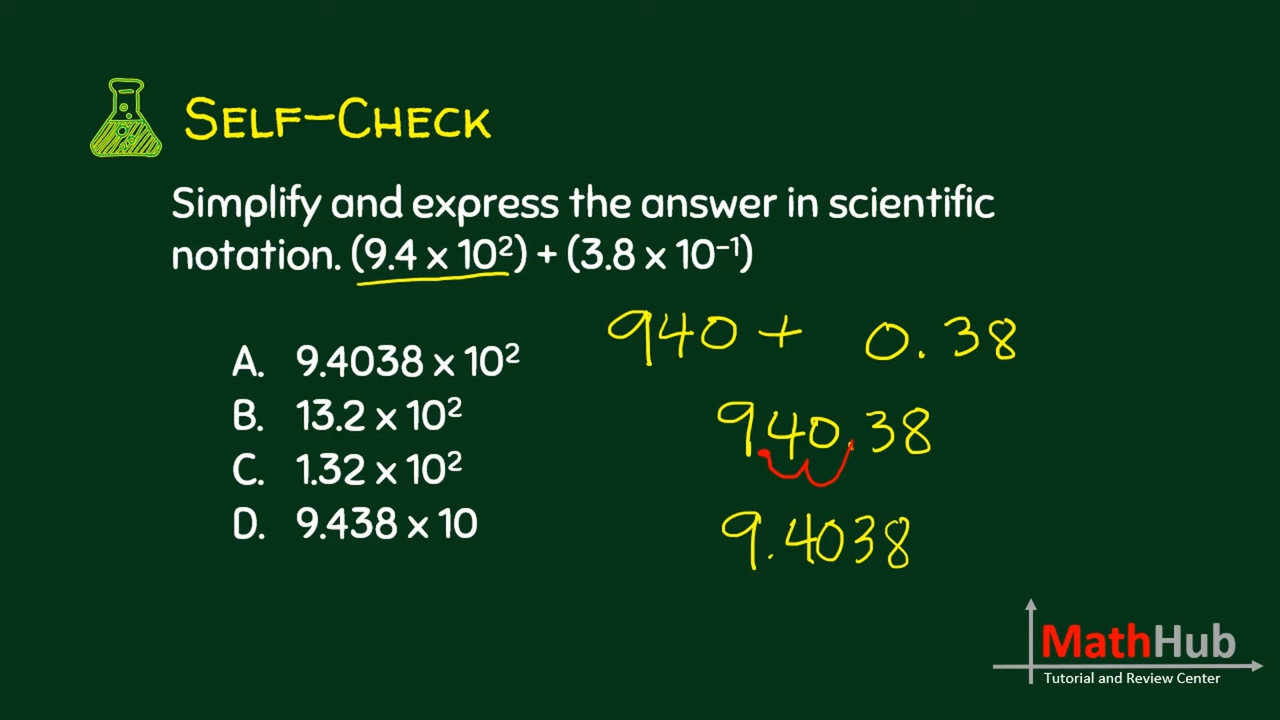 SELF-CHECK
Simplify and express the answer in scientific
notation. (9.4 x 10²) + (3.8 x 10⁻¹)
A. 9.4038 x 10²
B. 13.2 x 10²
C. 1.32 x 10²
D. 9.438 x 10
940 + 0.38
940.38
9.4038
MathHub
Tutorial and Review Center